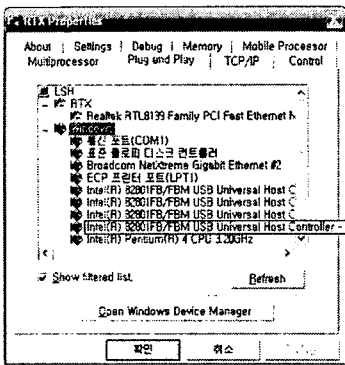 RTX Properties
About Settings Debug Memory Mobile Processor
Multiprocessor Plug and Play TCP/IP Control
LSH
RTX
Realtek RTL8139 Family PCI Fast Ethernet N
Windows
통신 포트(COM1)
표준 플로피 디스크 컨트롤러
Broadcom NetXtreme Gigabit Ethernet #2
ECP 프린터 포트(LPT1)
Intel(R) 82801FB/FBM USB Universal Host C
Intel(R) 82801FB/FBM USB Universal Host C
Intel(R) 82801FB/FBM USB Universal Host C
Intel(R) 82801FB/FBM USB Universal Host Controller -
Intel(R) Pentium(R) 4 CPU 3.20GHz
Show filtered list.
Refresh
Open Windows Device Manager
확인 취소